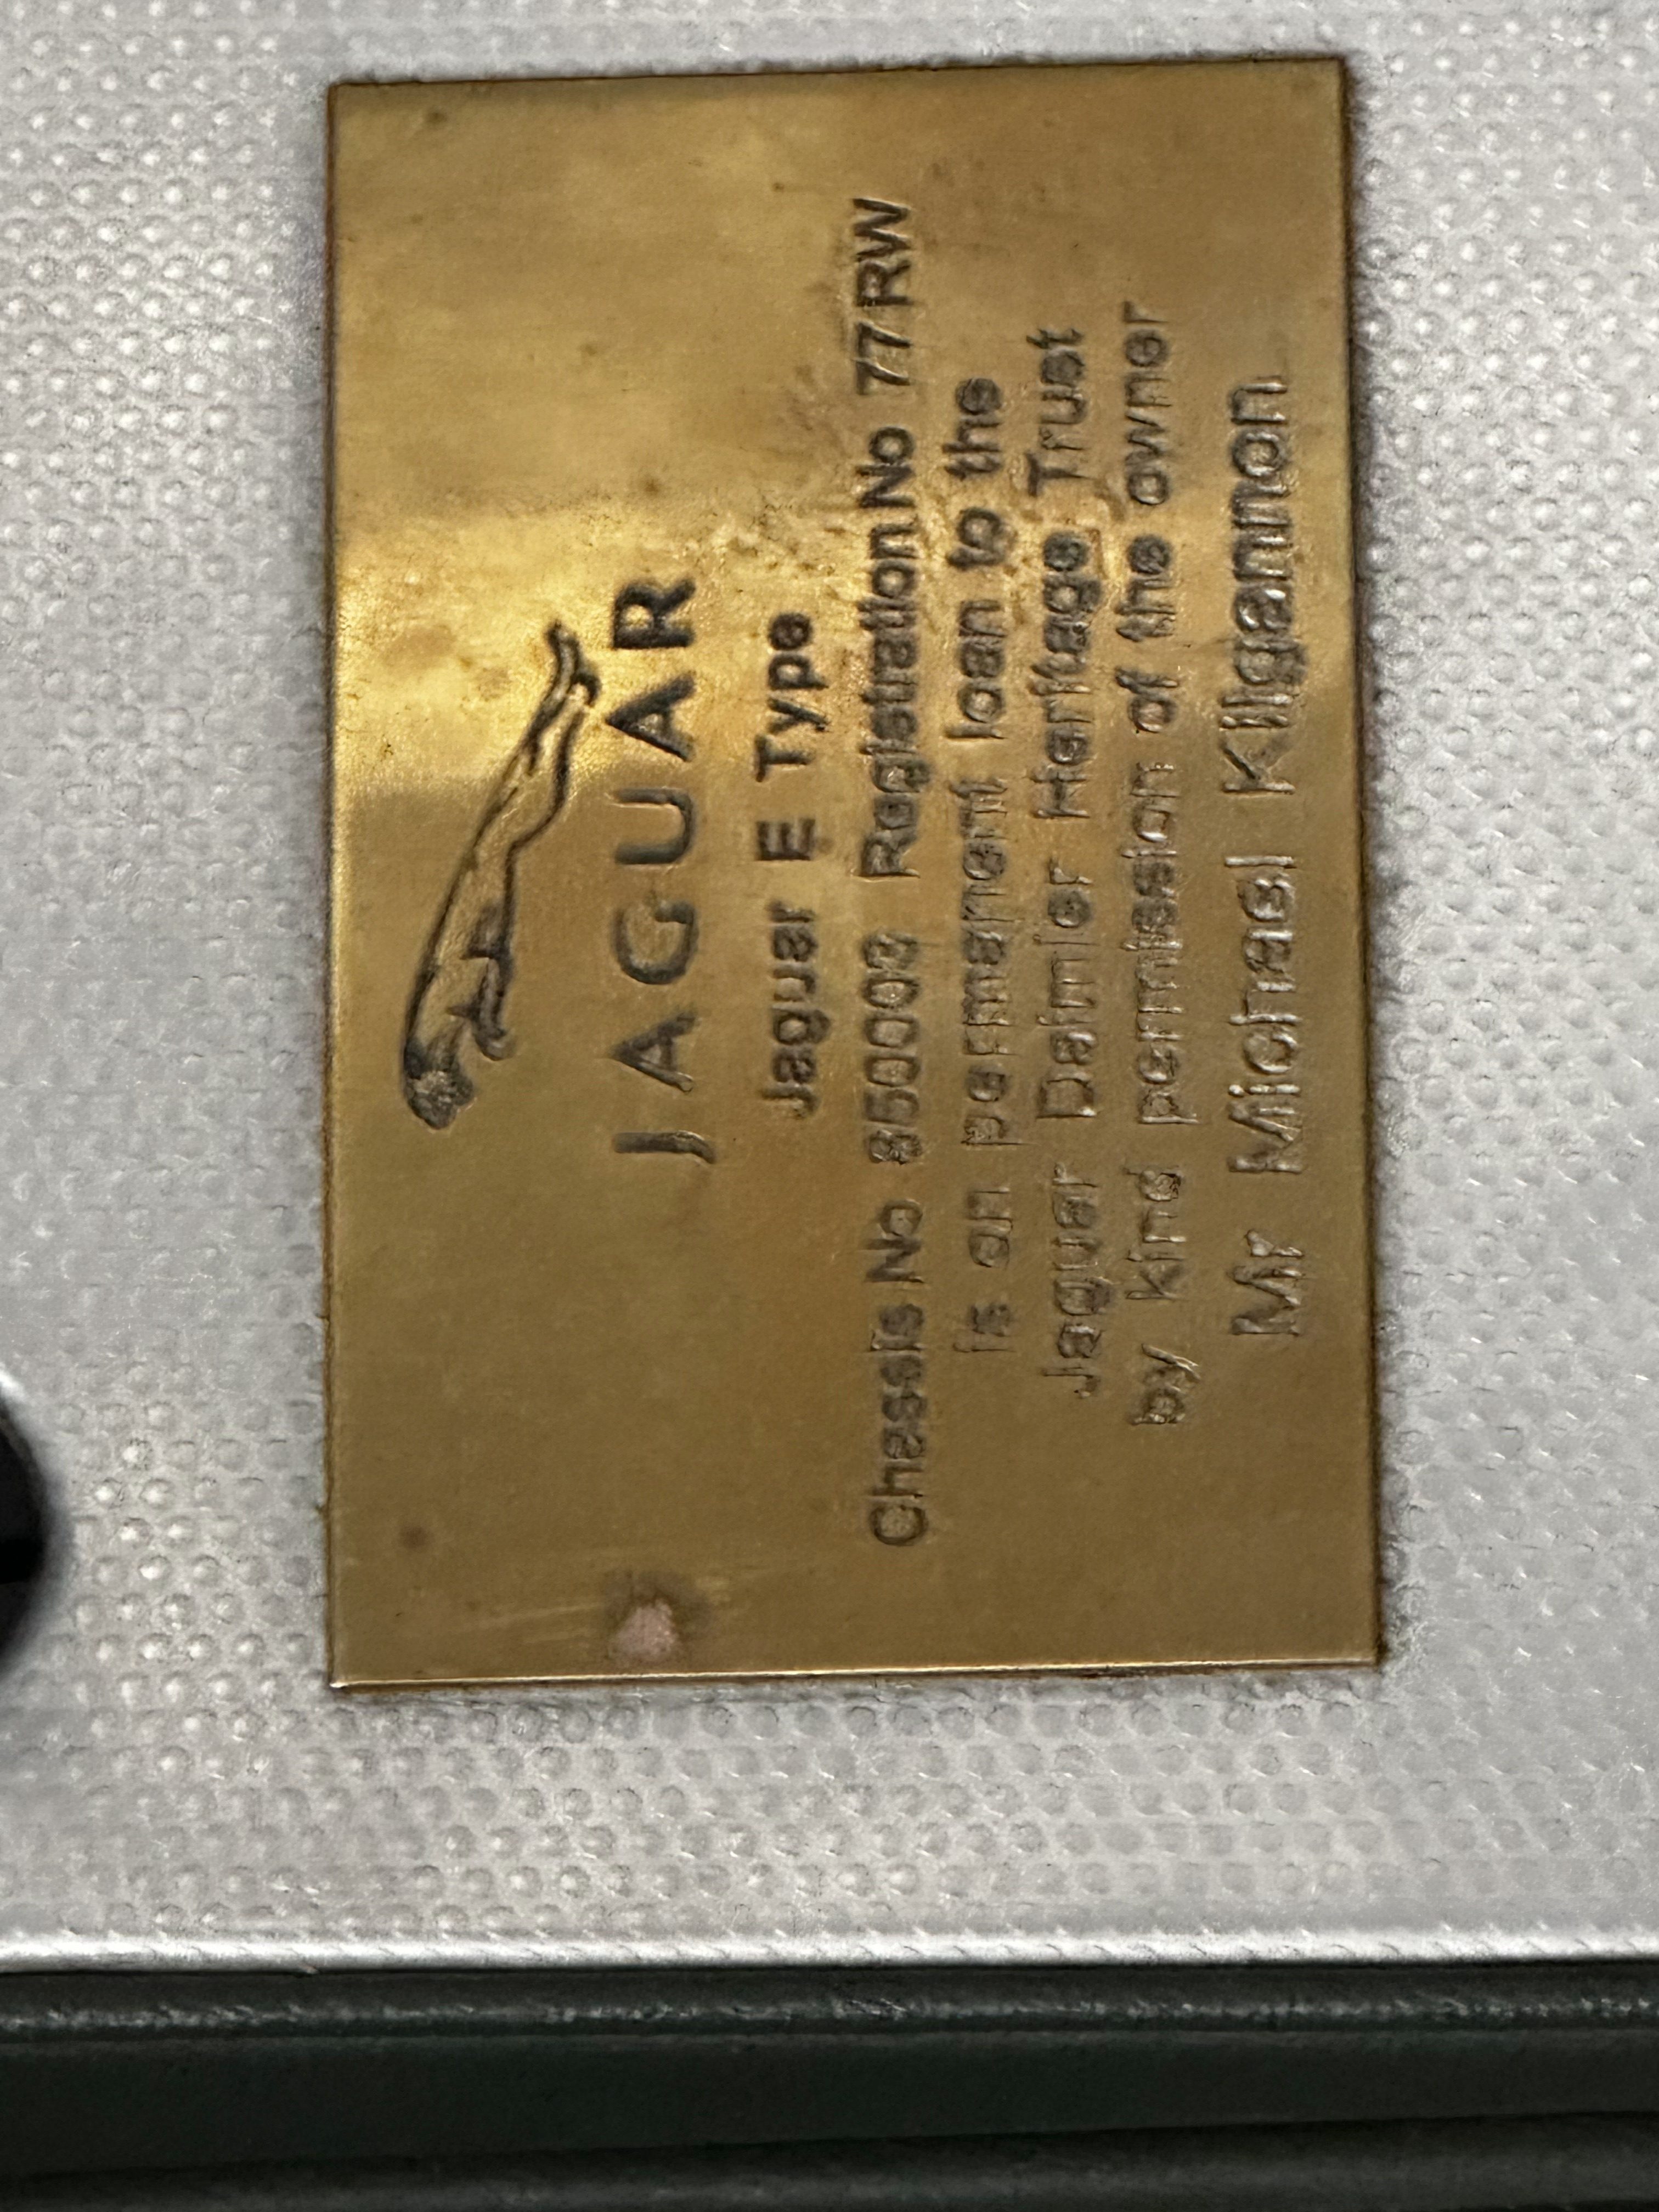 JAGUAR
Jaguar E Type
Chassis No 850003 Registration No 77 RW
is on permanent loan to the
Jaguar Daimler Heritage Trust
by kind permission of the owner
Mr Michael Kilgannon